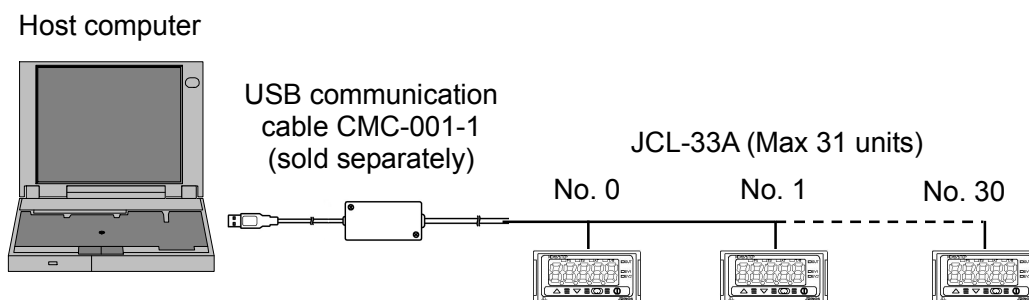 Host computer
USB communication
cable CMC-001-1
(sold separately)
JCL-33A (Max 31 units)
No. 0
No. 1
No. 30